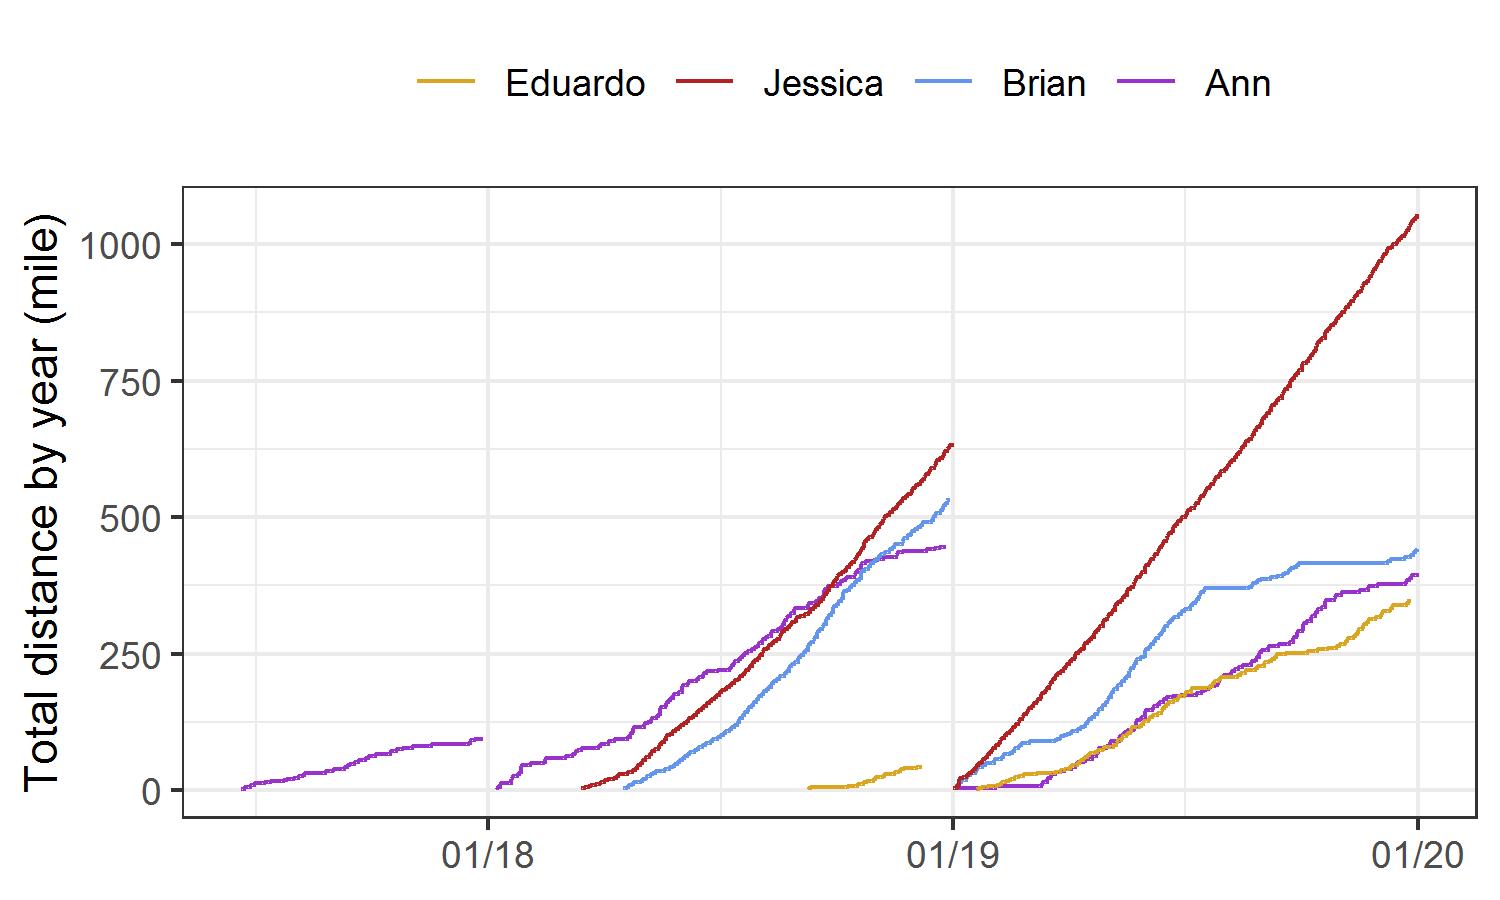 Eduardo Jessica Brian Ann
Total distance by year (mile)
1000
750
500
250
0
01/18 01/19 01/20